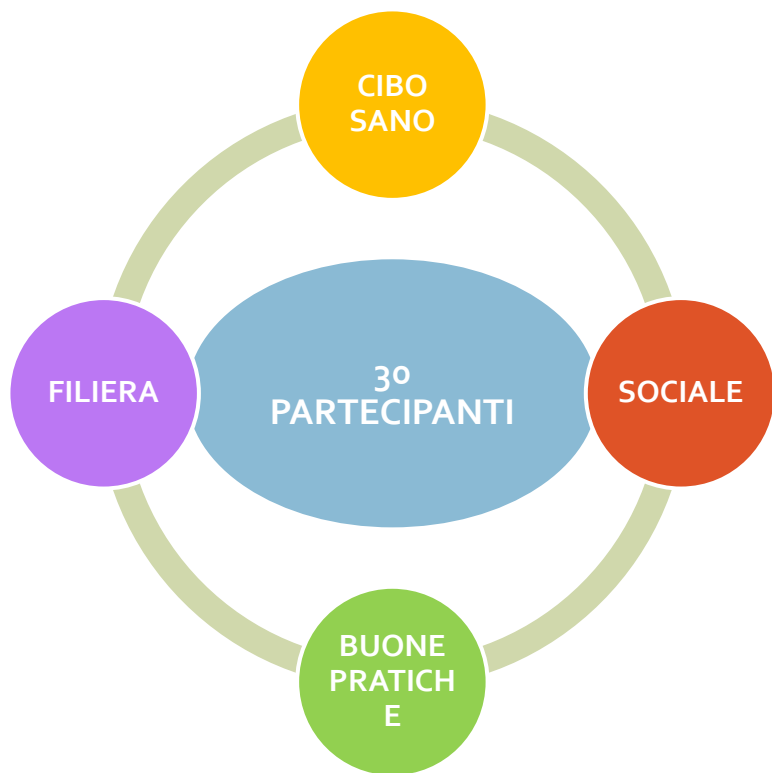 CIBO
SANO
FILIERA
30
PARTECIPANTI
SOCIALE
BUONE
PRATICH
E